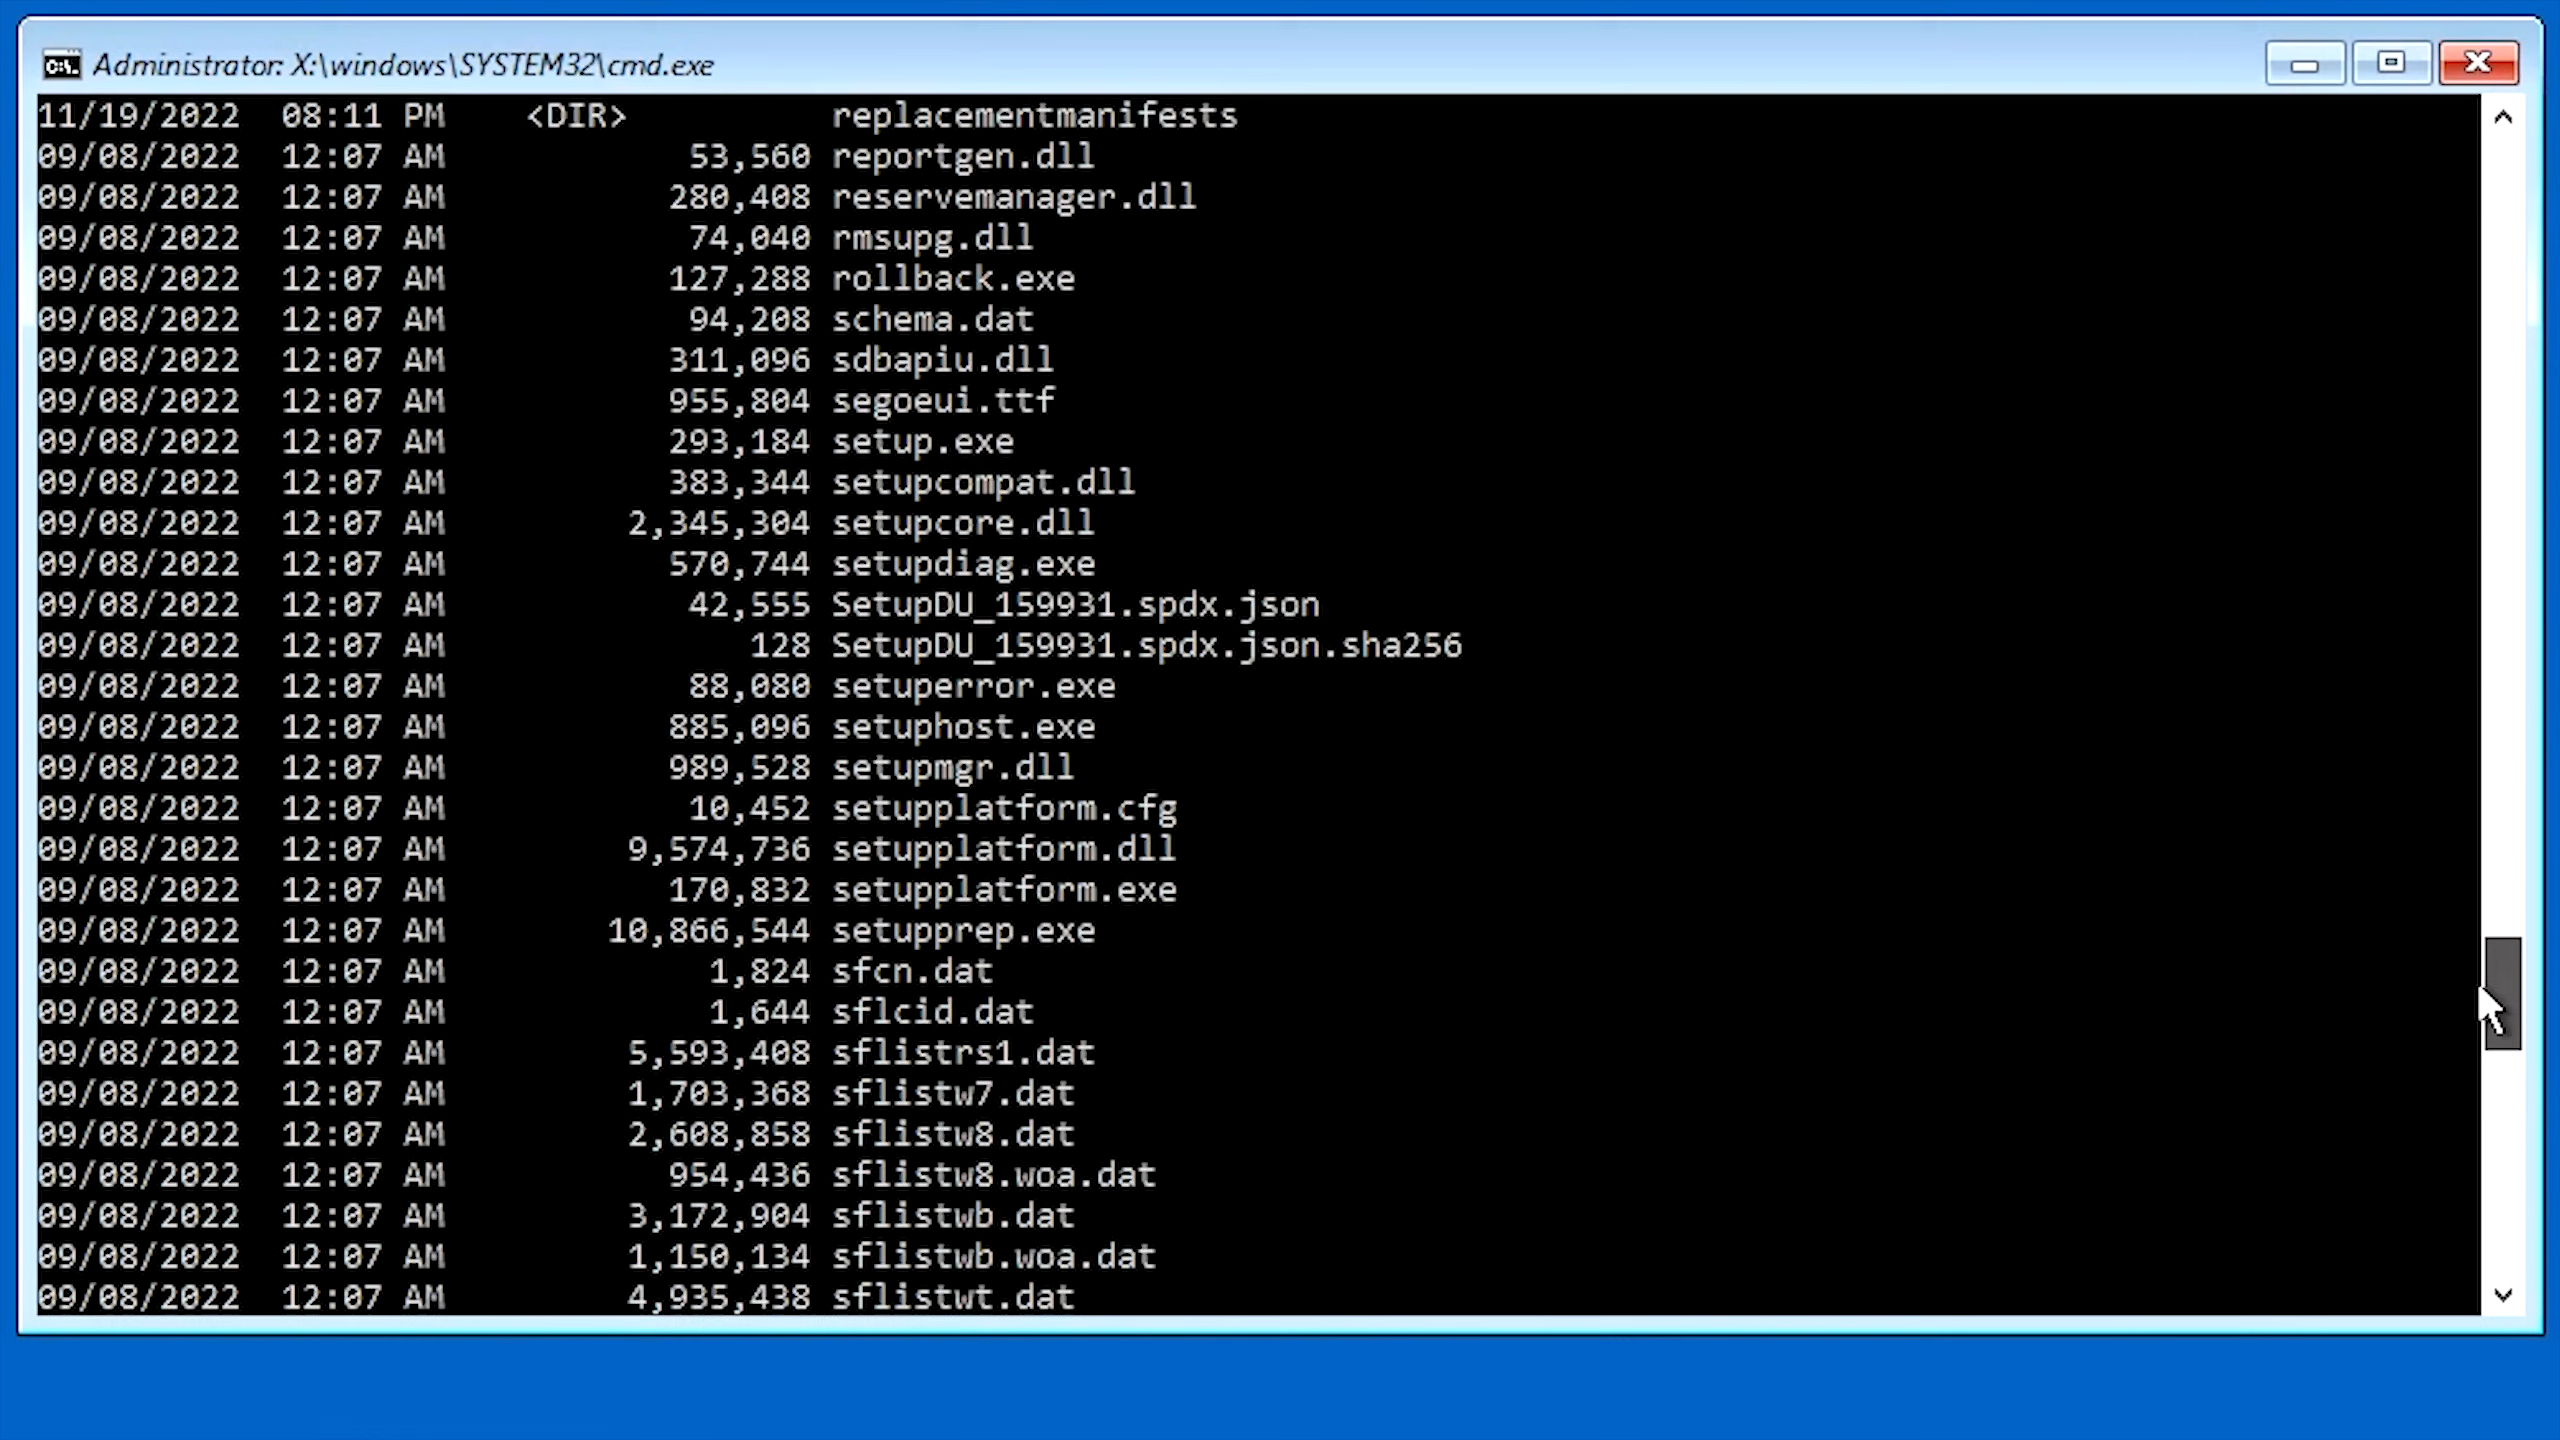 Administrator: X:\windows\SYSTEM32\cmd.exe
11/19/2022  08:11 PM    <DIR>          replacementmanifests
09/08/2022  12:07 AM            53,560 reportgen.dll
09/08/2022  12:07 AM           280,408 reservemanager.dll
09/08/2022  12:07 AM            74,040 rmsupg.dll
09/08/2022  12:07 AM           127,288 rollback.exe
09/08/2022  12:07 AM            94,208 schema.dat
09/08/2022  12:07 AM           311,096 sdbapiu.dll
09/08/2022  12:07 AM           955,804 segoeui.ttf
09/08/2022  12:07 AM           293,184 setup.exe
09/08/2022  12:07 AM           383,344 setupcompat.dll
09/08/2022  12:07 AM         2,345,304 setupcore.dll
09/08/2022  12:07 AM           570,744 setupdiag.exe
09/08/2022  12:07 AM            42,555 SetupDU_159931.spdx.json
09/08/2022  12:07 AM               128 SetupDU_159931.spdx.json.sha256
09/08/2022  12:07 AM            88,080 setuperror.exe
09/08/2022  12:07 AM           885,096 setuphost.exe
09/08/2022  12:07 AM           989,528 setupmgr.dll
09/08/2022  12:07 AM            10,452 setupplatform.cfg
09/08/2022  12:07 AM         9,574,736 setupplatform.dll
09/08/2022  12:07 AM           170,832 setupplatform.exe
09/08/2022  12:07 AM        10,866,544 setupprep.exe
09/08/2022  12:07 AM             1,824 sfcn.dat
09/08/2022  12:07 AM             1,644 sflcid.dat
09/08/2022  12:07 AM         5,593,408 sflistrs1.dat
09/08/2022  12:07 AM         1,703,368 sflistw7.dat
09/08/2022  12:07 AM         2,608,858 sflistw8.dat
09/08/2022  12:07 AM           954,436 sflistw8.woa.dat
09/08/2022  12:07 AM         3,172,904 sflistwb.dat
09/08/2022  12:07 AM         1,150,134 sflistwb.woa.dat
09/08/2022  12:07 AM         4,935,438 sflistwt.dat